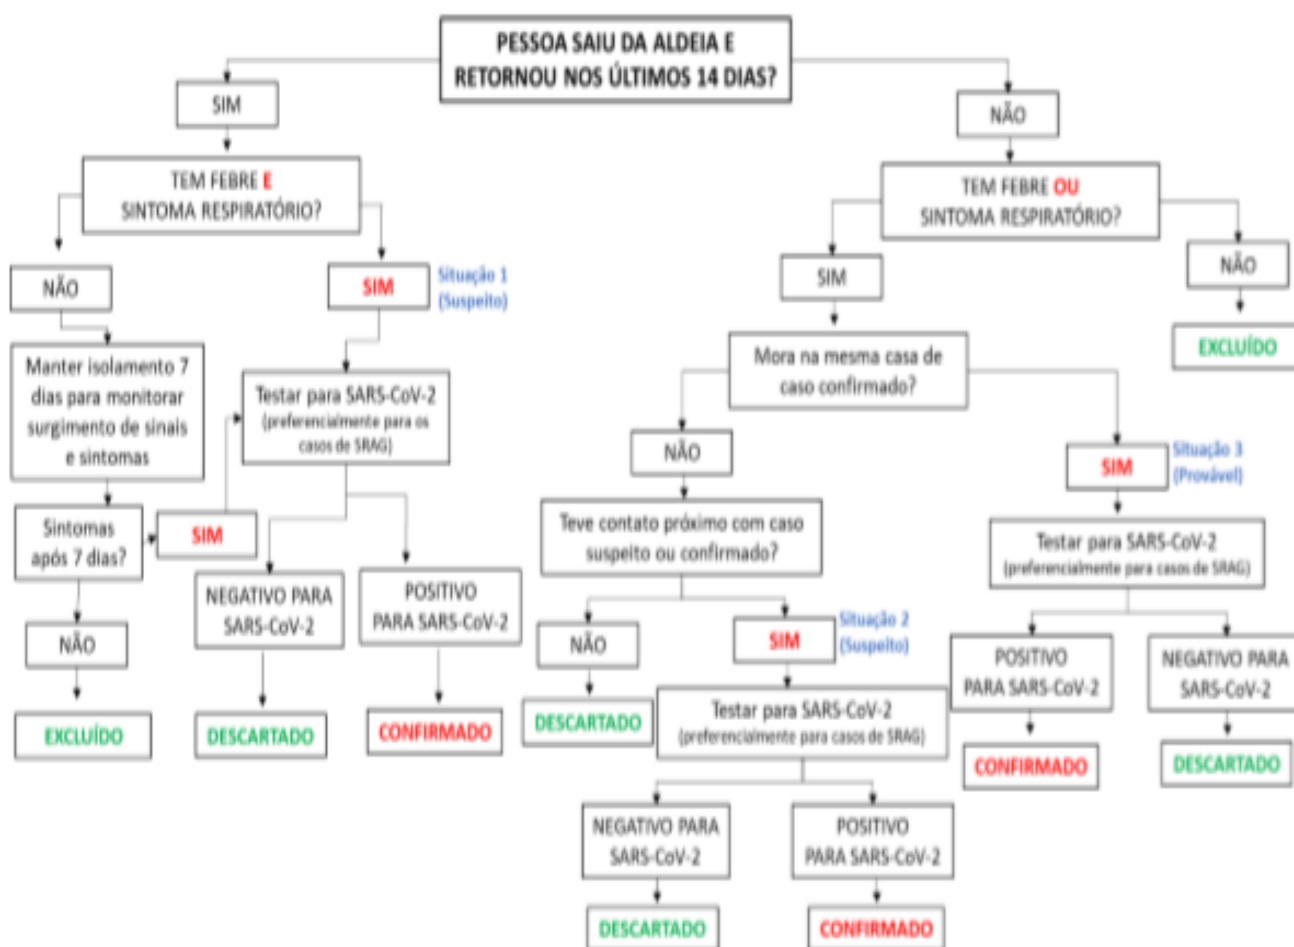 PESSOA SAIU DA ALDEIA E
RETORNOU NOS ÚLTIMOS 14 DIAS?
SIM
TEM FEBRE E
SINTOMA RESPIRATÓRIO?
NÃO
Manter isolamento 7
dias para monitorar
surgimento de sinais
e sintomas
Sintomas
após 7 dias?
NÃO
EXCLUÍDO
SIM
SIM
Situação 1
(Suspeito)
Testar para SARS-CoV-2
(preferencialmente para os
casos de SRAG)
NEGATIVO PARA
SARS-CoV-2
DESCARTADO
POSITIVO
PARA SARS-CoV-2
CONFIRMADO
NÃO
TEM FEBRE OU
SINTOMA RESPIRATÓRIO?
SIM
NÃO
EXCLUÍDO
Mora na mesma casa de
caso confirmado?
NÃO
Teve contato próximo com caso
suspeito ou confirmado?
NÃO
DESCARTADO
SIM
Situação 2
(Suspeito)
Testar para SARS-CoV-2
(preferencialmente para casos de SRAG)
NEGATIVO PARA
SARS-CoV-2
DESCARTADO
POSITIVO
PARA SARS-CoV-2
CONFIRMADO
SIM
Situação 3
(Provável)
Testar para SARS-CoV-2
(preferencialmente para casos de SRAG)
POSITIVO
PARA SARS-CoV-2
CONFIRMADO
NEGATIVO PARA
SARS-CoV-2
DESCARTADO